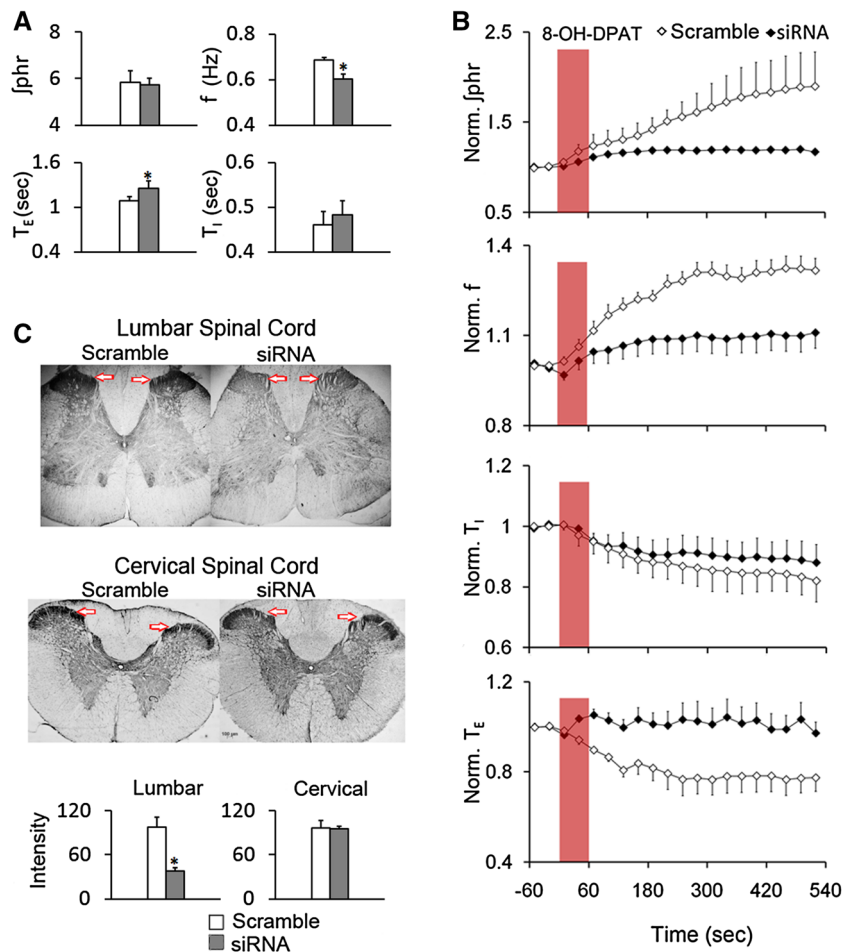 A
∫phr
8
6
4
f (Hz)
0.8
0.6
0.4
*
TE (sec)
1.6
1
0.4
*
TI (sec)
0.6
0.5
0.4
B
8-OH-DPAT
Scramble
siRNA
Norm. ∫phr
2.5
1.5
0.5
Norm. f
1.4
1.1
0.8
Norm. TI
1.2
1
0.8
0.6
Norm. TE
1.2
0.8
0.4
-60
60
180
300
420
540
Time (sec)
C
Lumbar Spinal Cord
Scramble
siRNA
Cervical Spinal Cord
Scramble
siRNA
100 µm
Lumbar
Cervical
Intensity
120
60
0
*
120
60
0
Scramble
siRNA